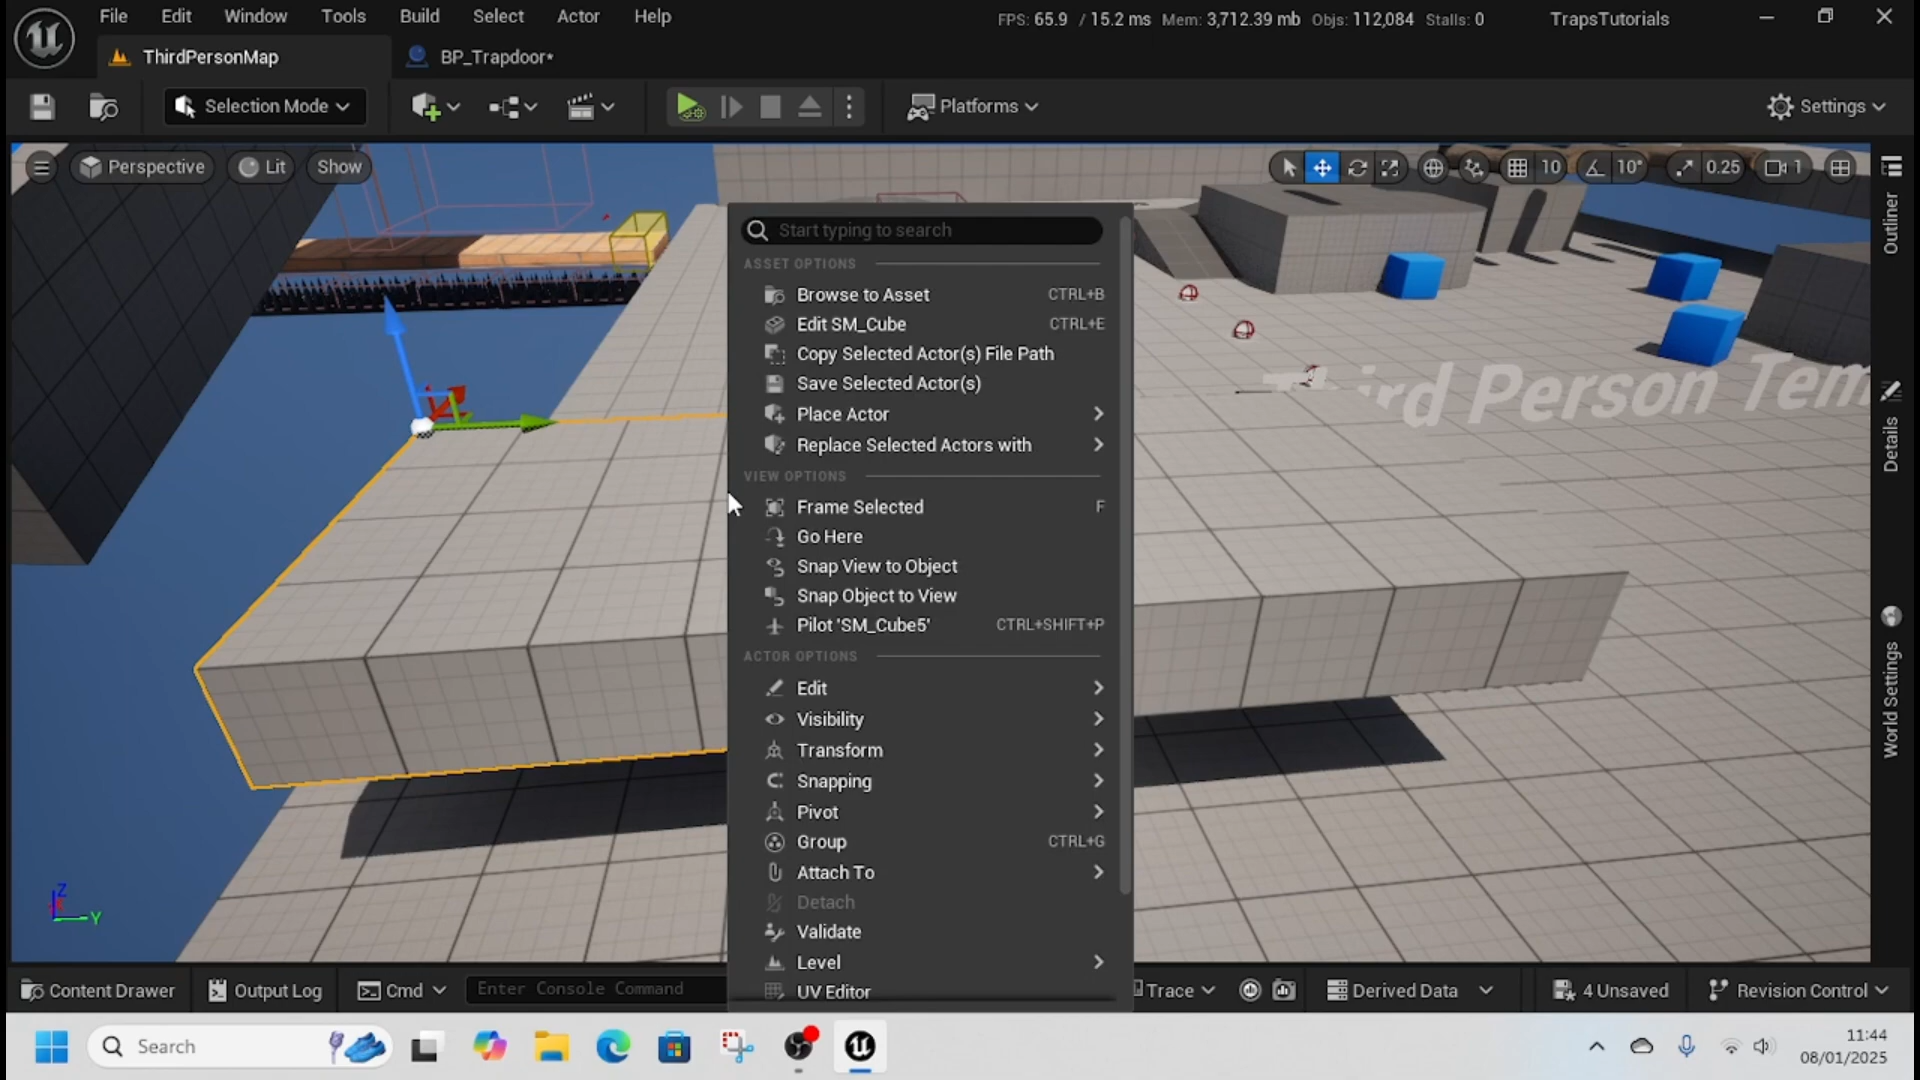 File Edit Window Tools Build Select Actor Help
FPS: 65.9 / 15.2 ms Mem: 3,712.39 mb Objs: 112,084 Stalls: 0
TrapsTutorials
ThirdPersonMap
BP_Trapdoor*
Selection Mode
Platforms
Settings
Perspective
Lit
Show
10
10°
0.25
1
Outliner
Details
World Settings
Third Person Tem
Start typing to search
ASSET OPTIONS
Browse to Asset CTRL+B
Edit SM_Cube CTRL+E
Copy Selected Actor(s) File Path
Save Selected Actor(s)
Place Actor
Replace Selected Actors with
VIEW OPTIONS
Frame Selected F
Go Here
Snap View to Object
Snap Object to View
Pilot 'SM_Cube5' CTRL+SHIFT+P
ACTOR OPTIONS
Edit
Visibility
Transform
Snapping
Pivot
Group CTRL+G
Attach To
Detach
Validate
Level
UV Editor
Z
Y
Content Drawer
Output Log
Cmd
Enter Console Command
Trace
Derived Data
4 Unsaved
Revision Control
Search
11:44
08/01/2025